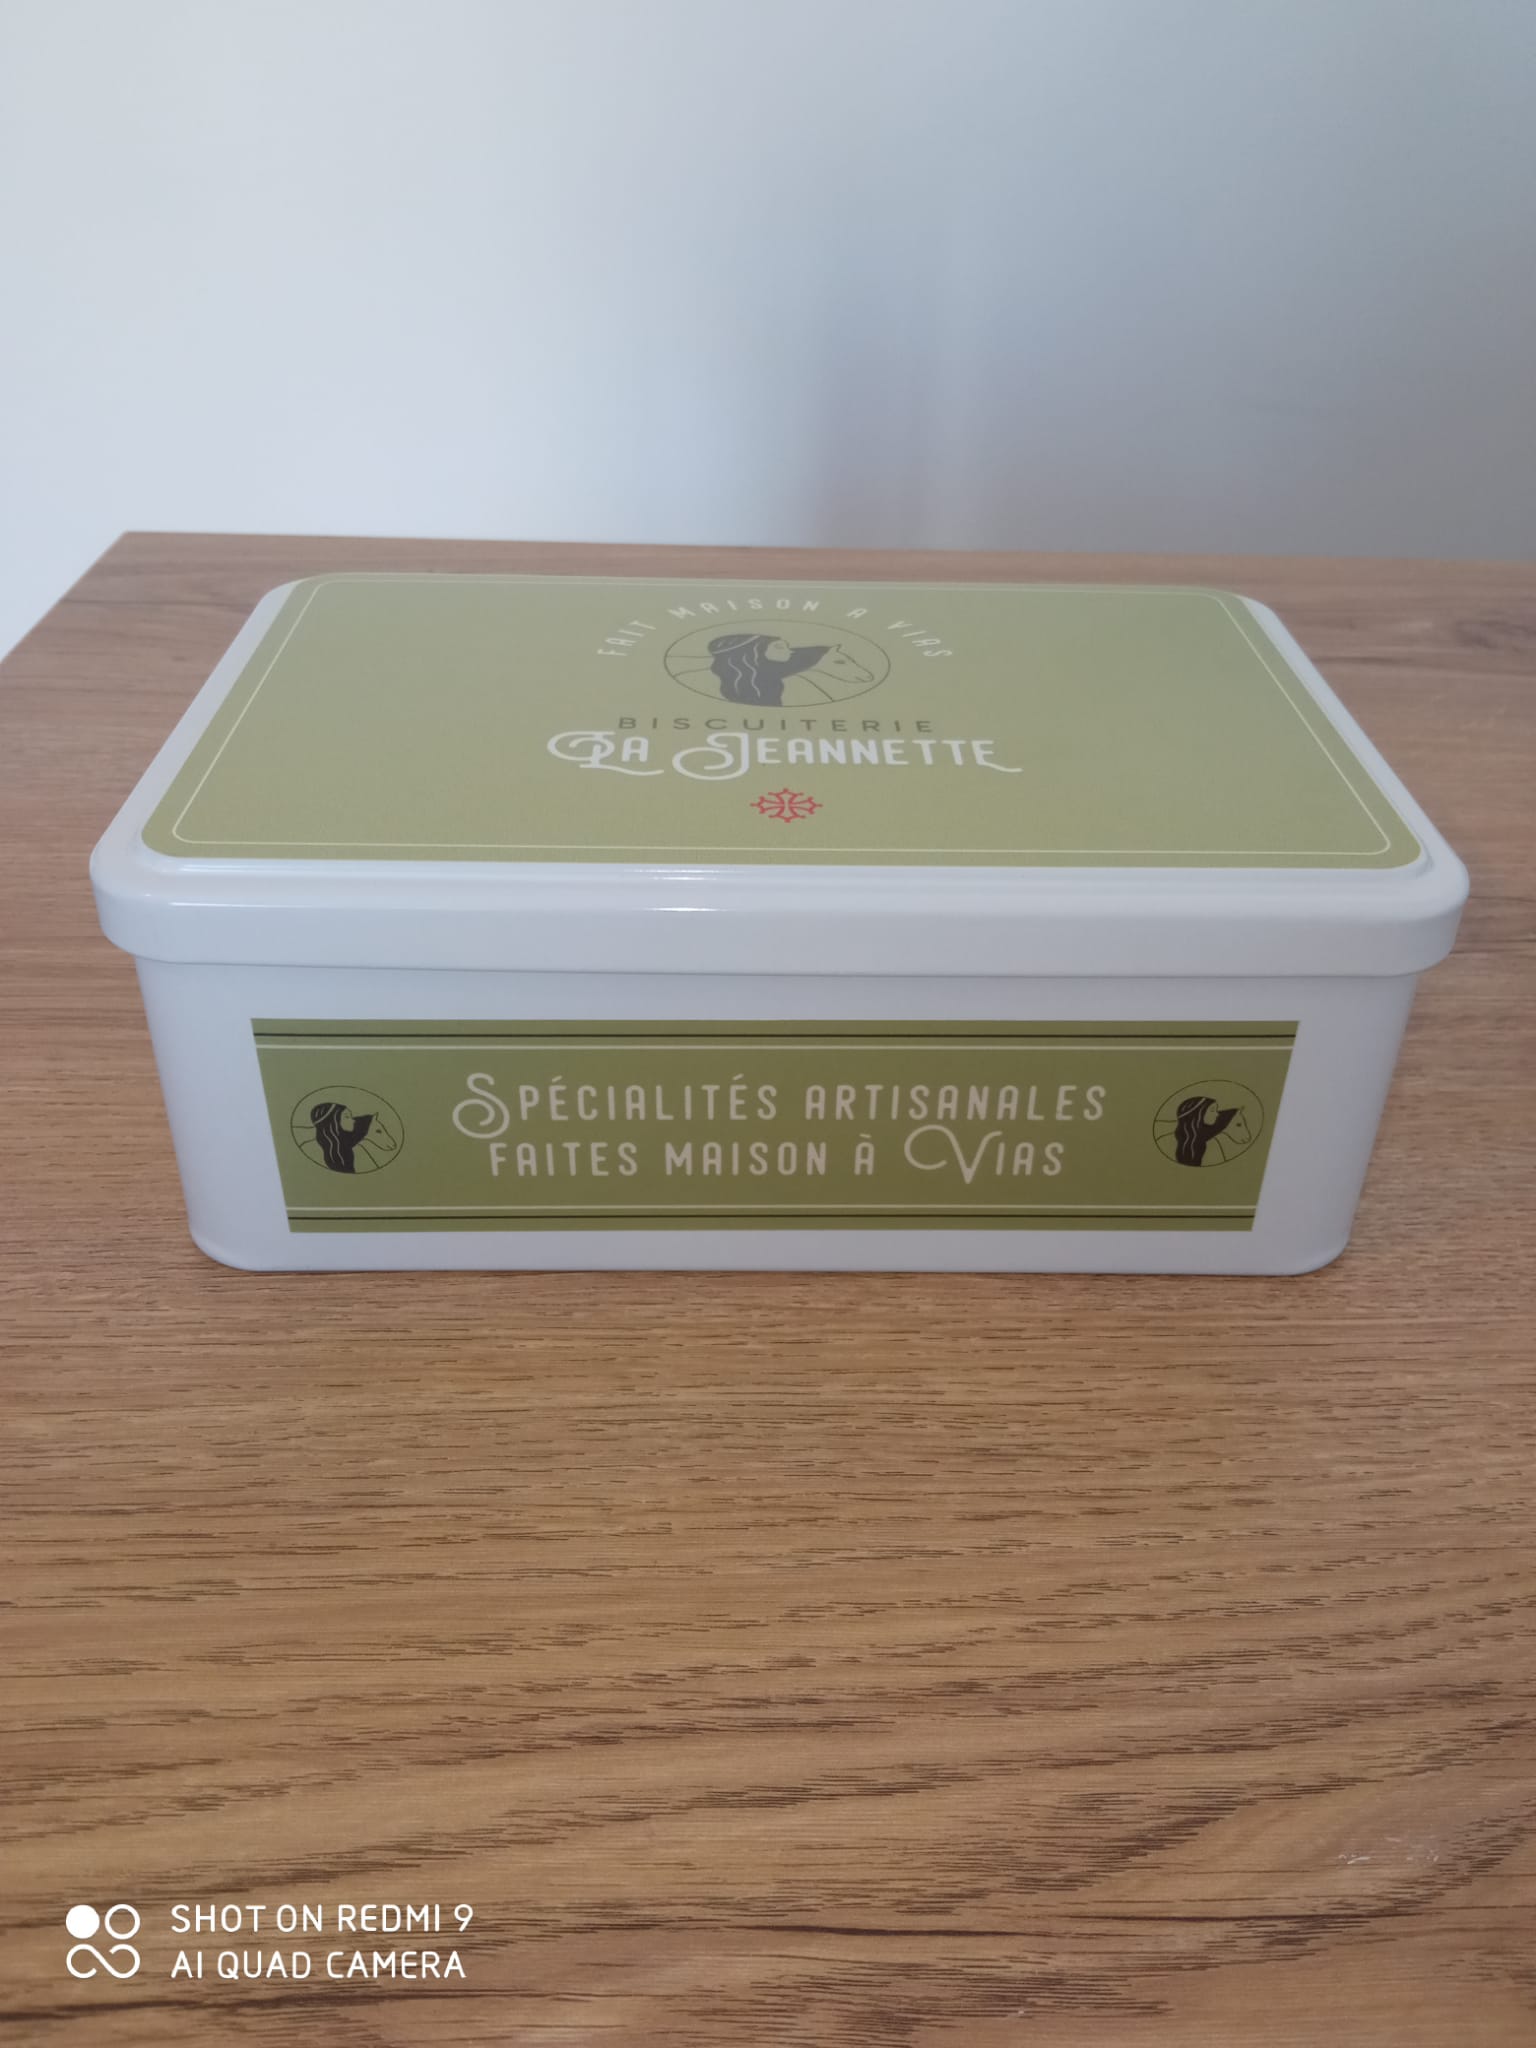 FAIT MAISON A VIAS
BISCUITERIE
La Jeannette
Spécialités artisanales
faites maison à Vias
SHOT ON REDMI 9
AI QUAD CAMERA